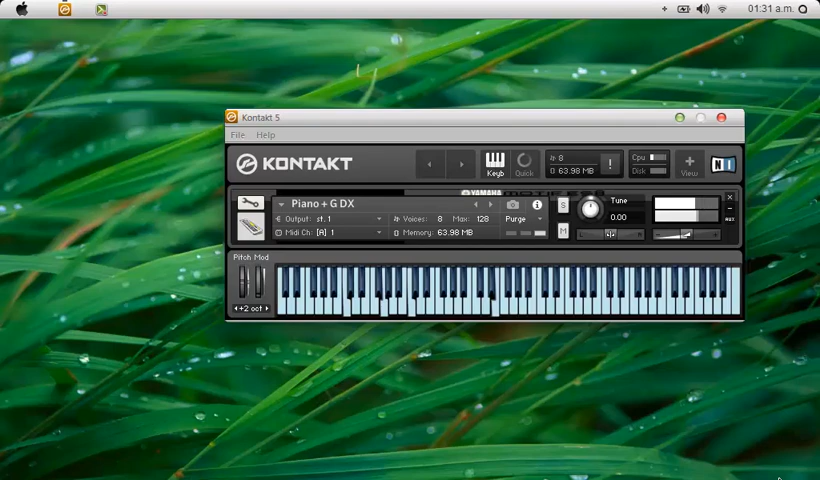 01:31 a.m.
Kontakt 5
File Help
KONTAKT
Keyb
Quick
8
63.98 MB
!
Cpu
Disk
View
NI
YAMAHA
Piano + G DX
Output: st. 1
Voices: 8 Max: 128
Purge
Midi Ch: [A] 1
Memory: 63.98 MB
S
M
Tune
0.00
AUX
Pitch Mod
+2 oct